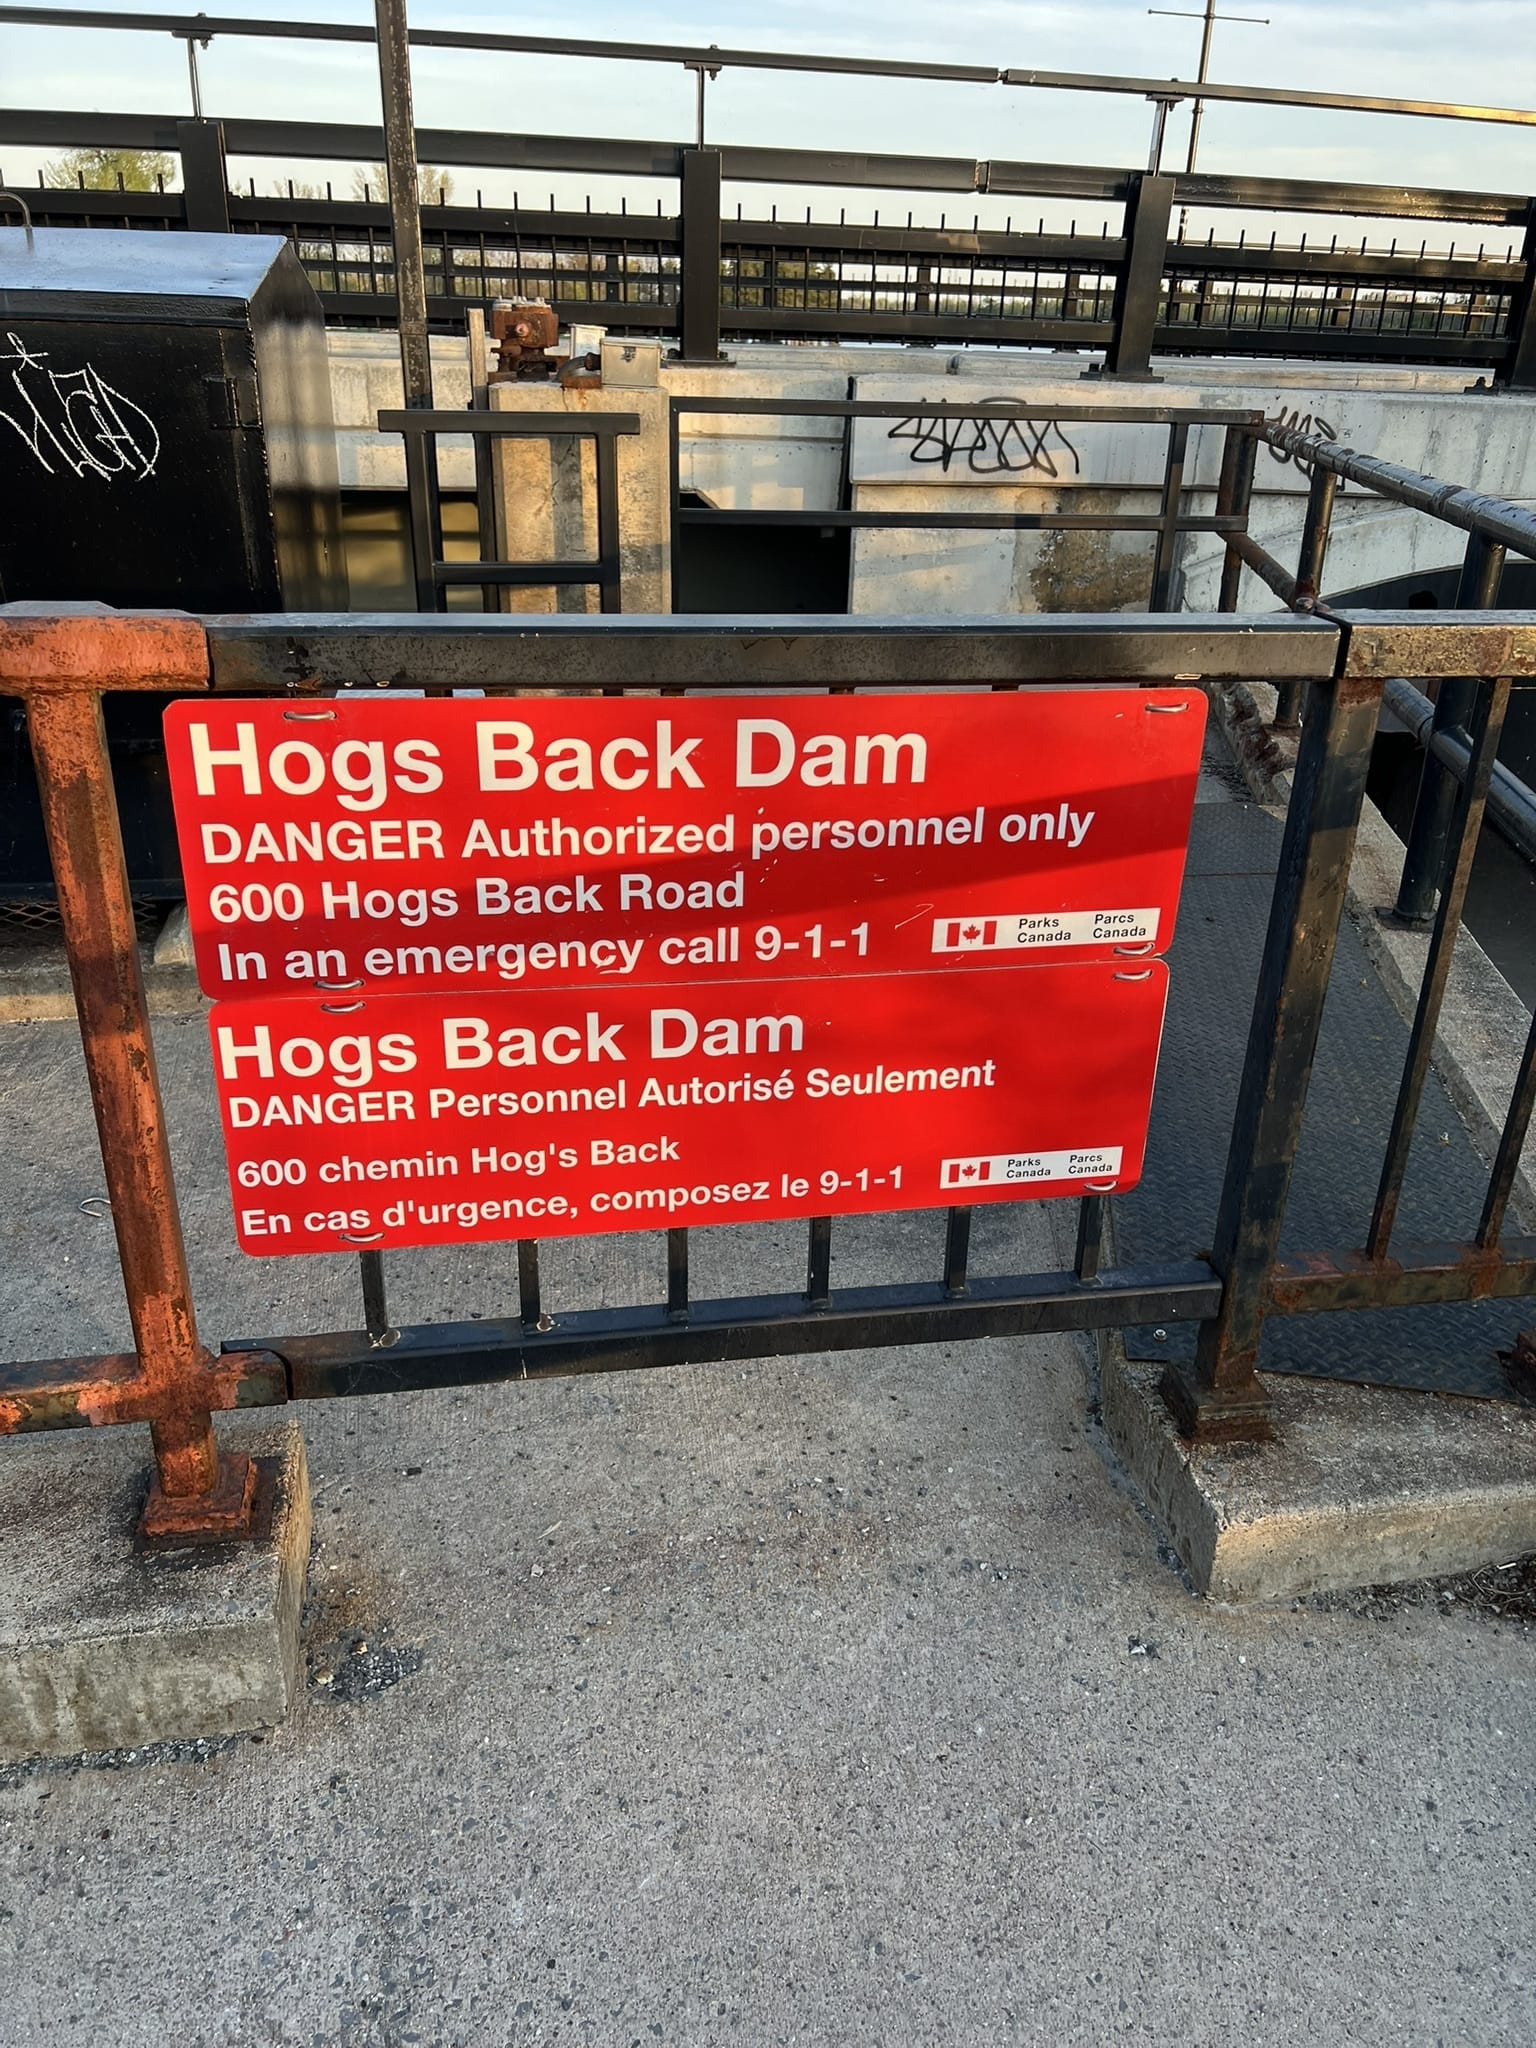 Hogs Back Dam
DANGER Authorized personnel only
600 Hogs Back Road
In an emergency call 9-1-1
Parks Canada
Parcs Canada
Hogs Back Dam
DANGER Personnel Autorisé Seulement
600 chemin Hog's Back
En cas d'urgence, composez le 9-1-1
Parks Canada
Parcs Canada